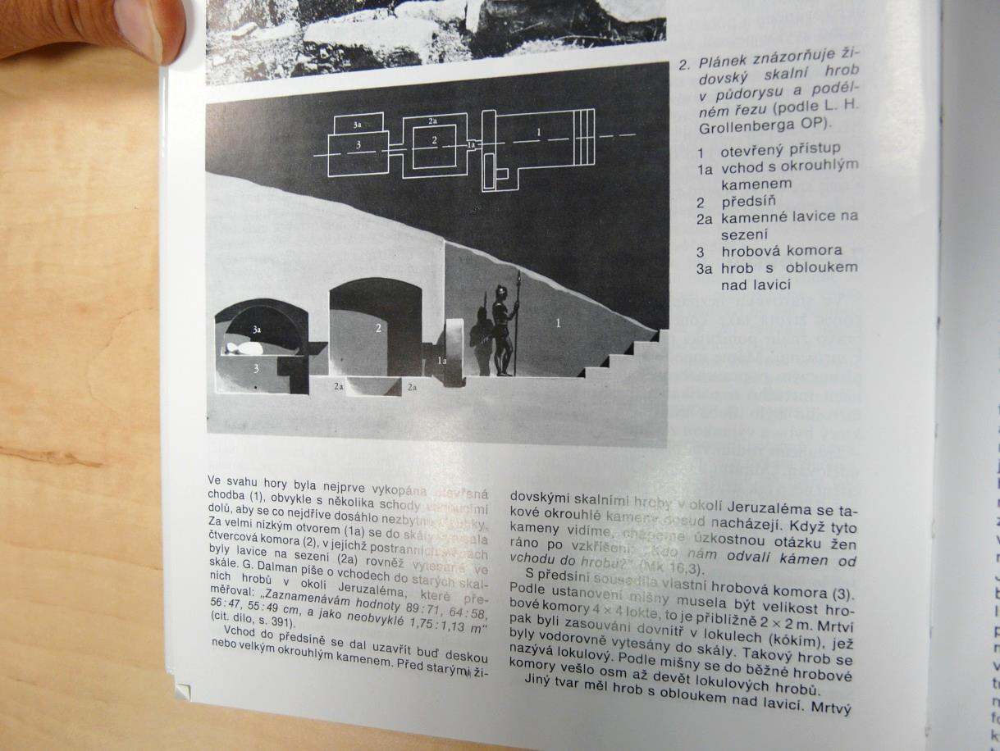 3a
3
2a
2
1a
1
3a
3
2
2a
2a
1a
1
2. Plánek znázorňuje ži-
dovský skalní hrob
v půdorysu a podél-
ném řezu (podle L. H.
Grollenberga OP).
1 otevřený přístup
1a vchod s okrouhlým
kamenem
2 předsíň
2a kamenné lavice na
sezení
3 hrobová komora
3a hrob s obloukem
nad lavicí
Ve svahu hory byla nejprve vykopána otevřená
chodba (1), obvykle s několika schody
dolů, aby se co nejdříve dosáhlo nezbytné hloubky.
Za velmi nízkým otvorem (1a) se do skály
čtvercová komora (2), v jejíchž postranních stěnách
byly lavice na sezení (2a) rovněž vytesané ve
skále. G. Dalman píše o vchodech do starých skal-
ních hrobů v okolí Jeruzaléma, které pře-
měřoval: „Zaznamenávám hodnoty 89:71, 64:58,
56:47, 55:49 cm, a jako neobvyklé 1,75:1,13 m“
(cit. dílo, s. 391).
Vchod do předsíně se dal uzavřít buď deskou
nebo velkým okrouhlým kamenem. Před starými ži-
dovskými skalními hroby v okolí Jeruzaléma se ta-
kové okrouhlé kameny dosud nacházejí. Když tyto
kameny vidíme, chápeme úzkostnou otázku žen
ráno po vzkříšení: „Kdo nám odvalí kámen od
vchodu do hrobu?“ (Mk 16,3).
S předsíní sousedila vlastní hrobová komora (3).
Podle ustanovení mišny musela být velikost hro-
bové komory 4 × 4 lokte, to je přibližně 2 × 2 m. Mrtví
pak byli zasouváni dovnitř v lokulech (kókím), jež
byly vodorovně vytesány do skály. Takový hrob se
nazývá lokulový. Podle mišny se do běžné hrobové
komory vešlo osm až devět lokulových hrobů.
Jiný tvar měl hrob s obloukem nad lavicí. Mrtvý